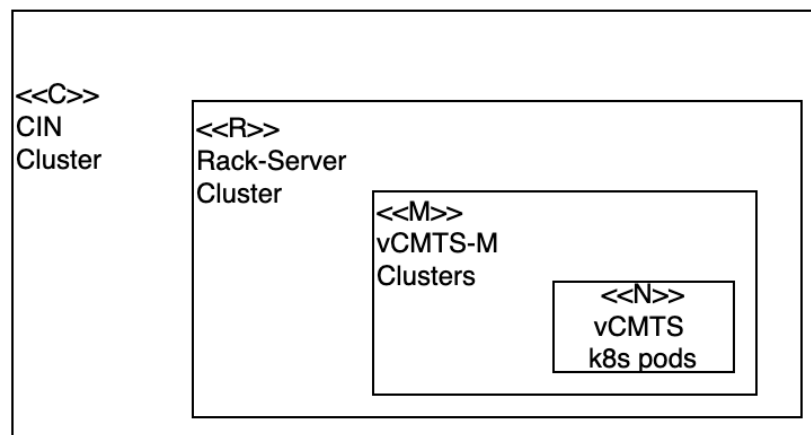 <<C>>
CIN
Cluster
<<R>>
Rack-Server
Cluster
<<M>>
vCMTS-M
Clusters
<<N>>
vCMTS
k8s pods